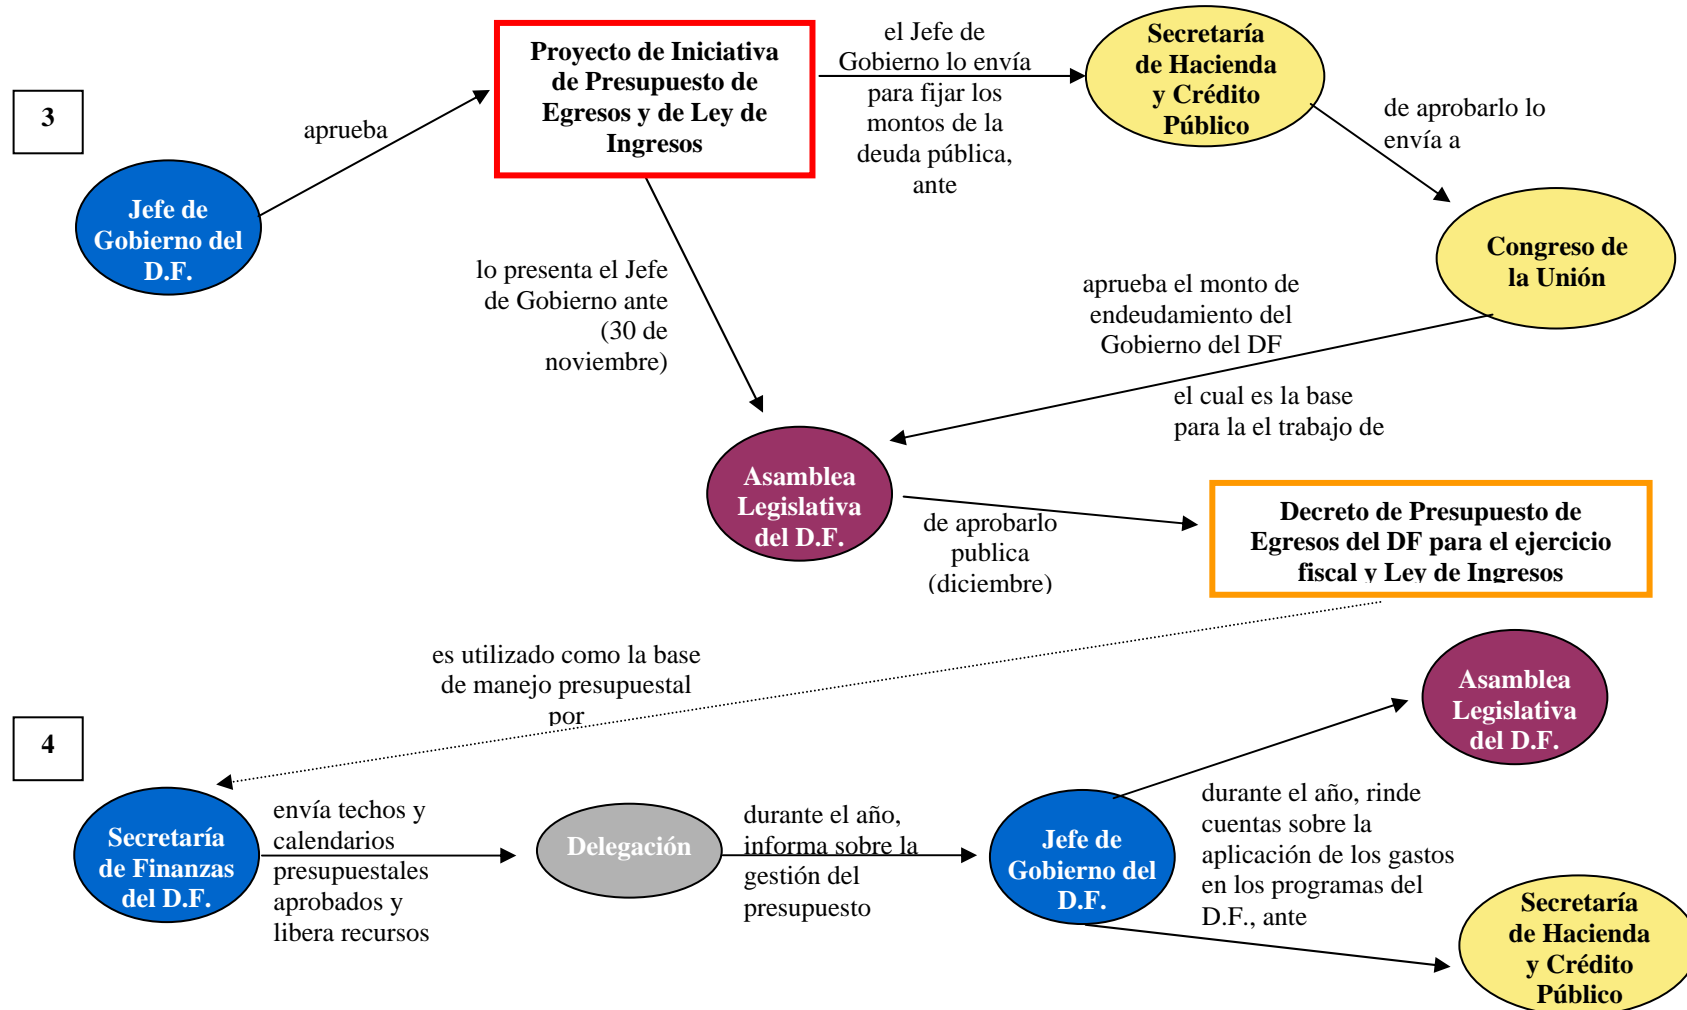 3
Jefe de
Gobierno del
D.F.
aprueba
Proyecto de Iniciativa
de Presupuesto de
Egresos y de Ley de
Ingresos
el Jefe de
Gobierno lo envía
para fijar los
montos de la
deuda pública,
ante
Secretaría
de Hacienda
y Crédito
Público
de aprobarlo lo
envía a
Congreso de
la Unión
lo presenta el Jefe
de Gobierno ante
(30 de
noviembre)
aprueba el monto de
endeudamiento del
Gobierno del DF
el cual es la base
para la el trabajo de
Asamblea
Legislativa
del D.F.
de aprobarlo
publica
(diciembre)
Decreto de Presupuesto de
Egresos del DF para el ejercicio
fiscal y Ley de Ingresos
es utilizado como la base
de manejo presupuestal
por
4
Secretaría
de Finanzas
del D.F.
envía techos y
calendarios
presupuestales
aprobados y
libera recursos
Delegación
durante el año,
informa sobre la
gestión del
presupuesto
Jefe de
Gobierno del
D.F.
Asamblea
Legislativa
del D.F.
durante el año, rinde
cuentas sobre la
aplicación de los gastos
en los programas del
D.F., ante
Secretaría
de Hacienda
y Crédito
Público